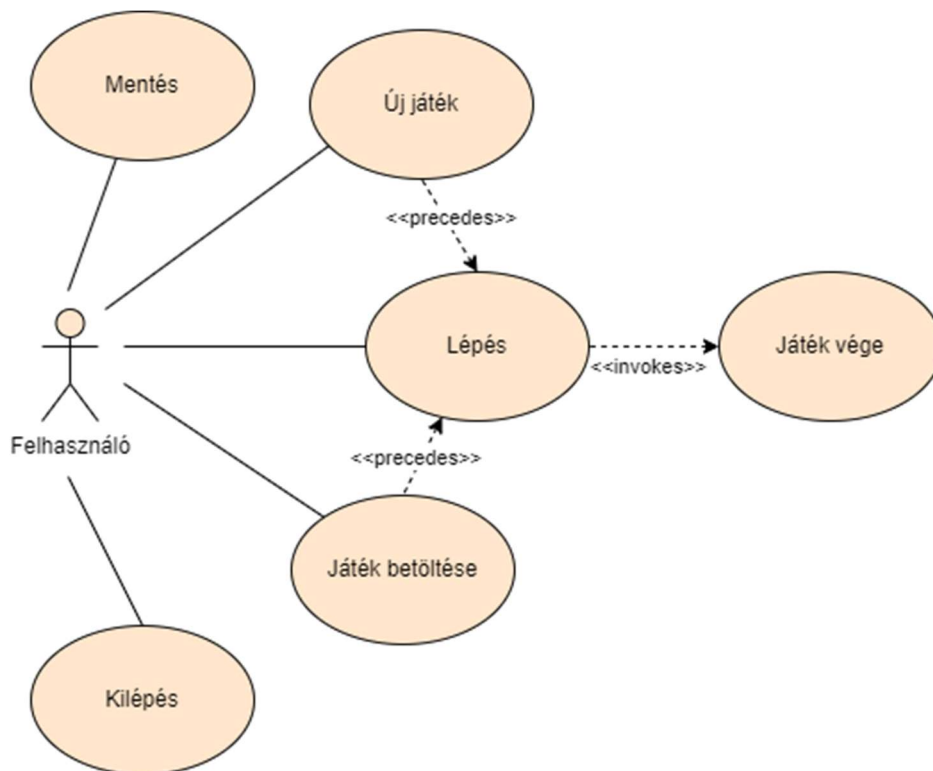 Mentés
Új játék
<<precedes>>
Lépés
Játék vége
<<invokes>>
Felhasználó
<<precedes>>
Játék betöltése
Kilépés